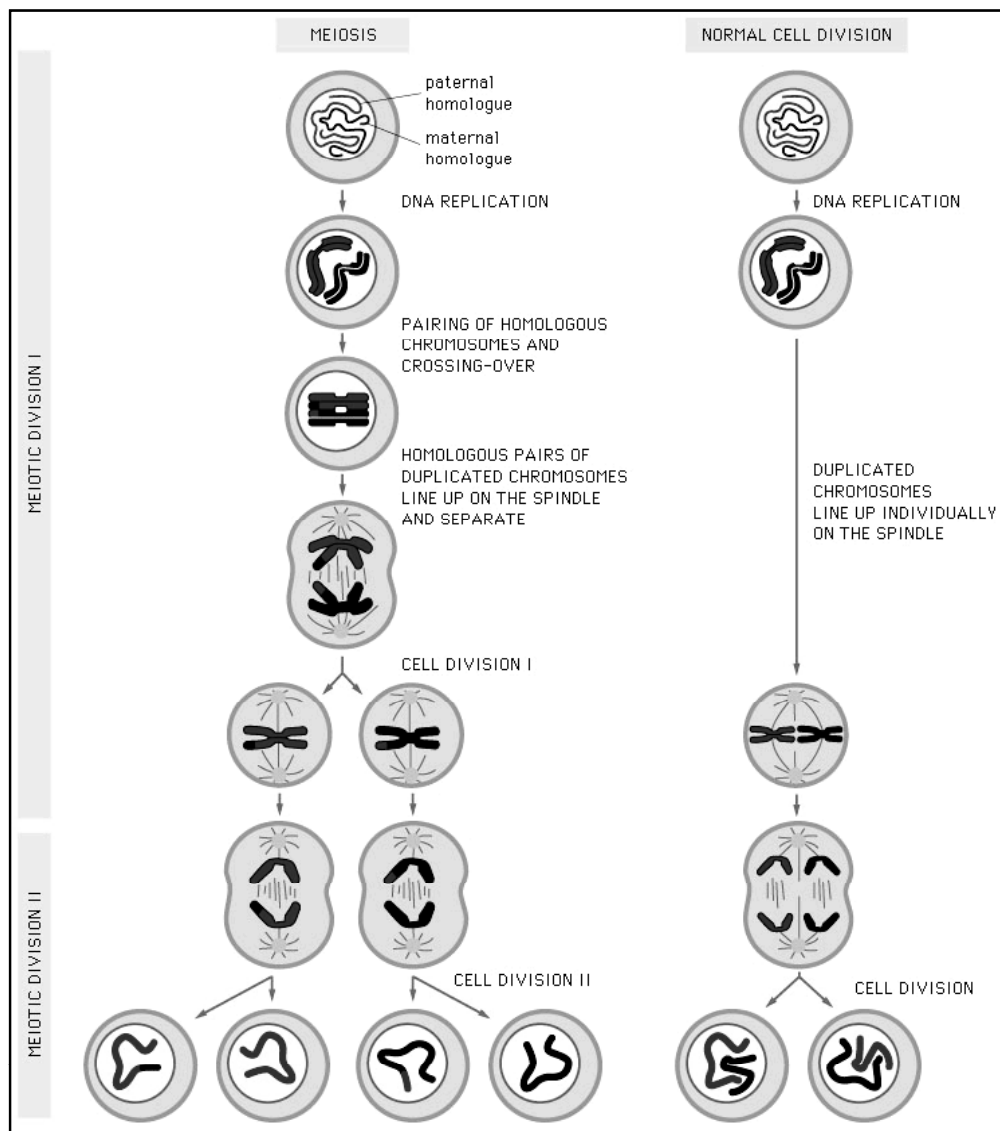 MEIOSIS
NORMAL CELL DIVISION
paternal
homologue
maternal
homologue
DNA REPLICATION
DNA REPLICATION
PAIRING OF HOMOLOGOUS
CHROMOSOMES AND
CROSSING-OVER
HOMOLOGOUS PAIRS OF
DUPLICATED CHROMOSOMES
LINE UP ON THE SPINDLE
AND SEPARATE
DUPLICATED
CHROMOSOMES
LINE UP INDIVIDUALLY
ON THE SPINDLE
CELL DIVISION I
MEIOTIC DIVISION I
CELL DIVISION II
CELL DIVISION
MEIOTIC DIVISION II